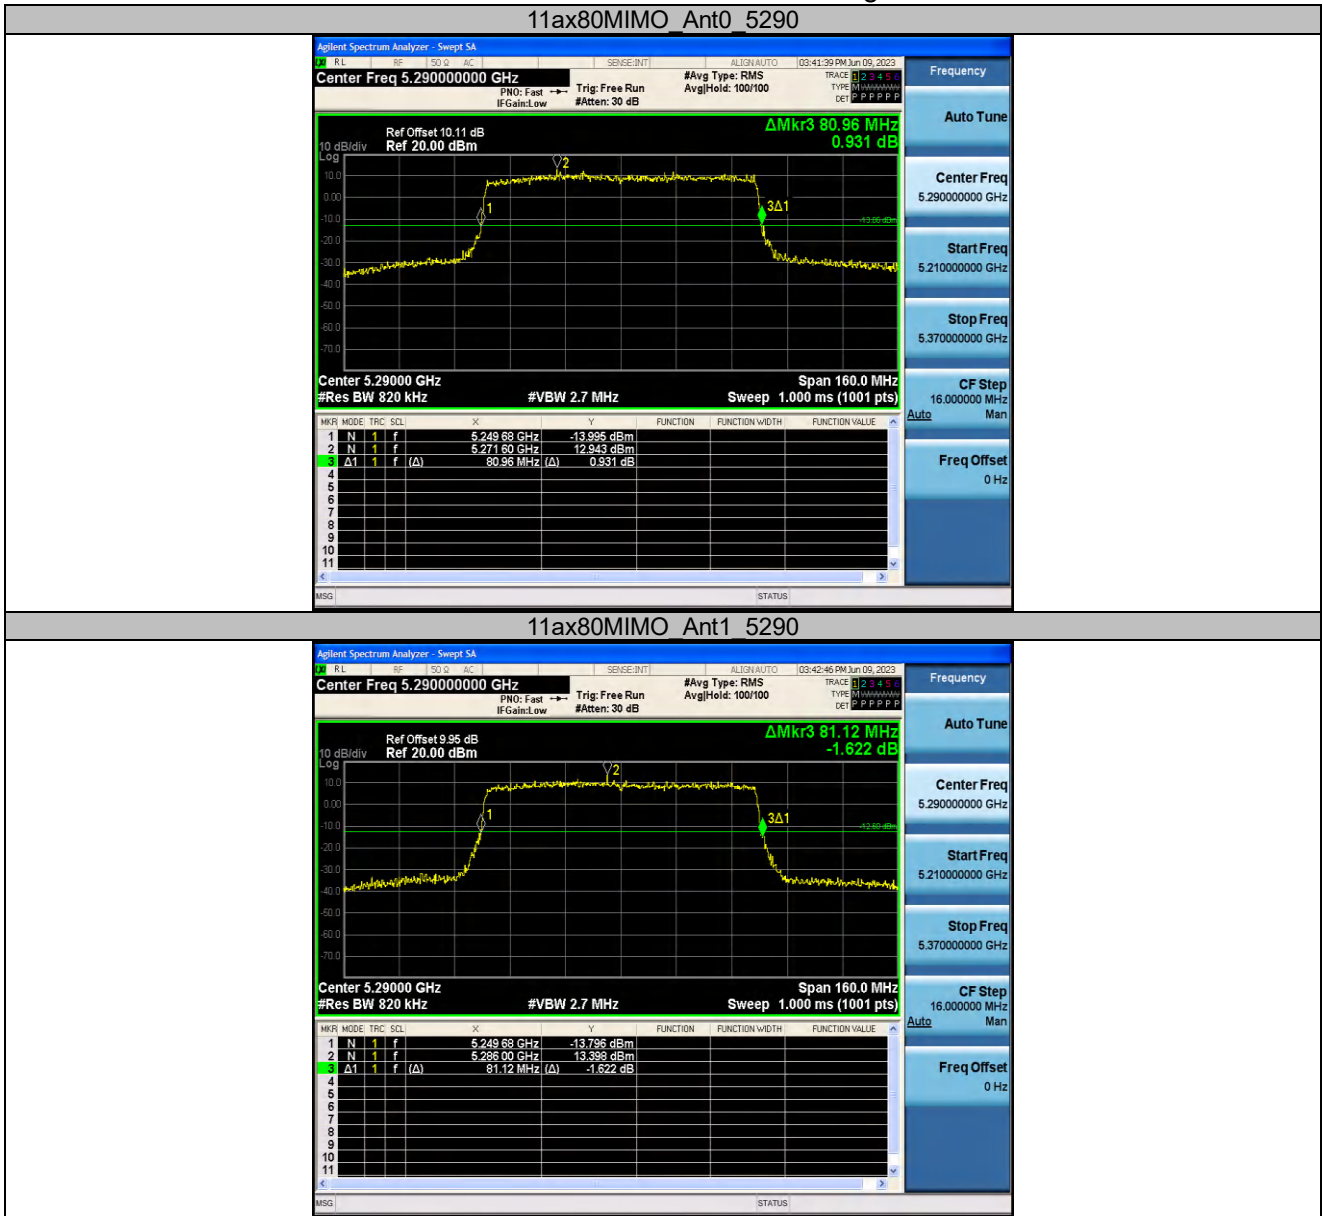 11ax80MIMO_Ant0_5290
Agilent Spectrum Analyzer - Swept SA
RL RF 50 Ω AC SENSE:INT ALIGN AUTO 03:41:39 PM Jun 09, 2023
Center Freq 5.290000000 GHz
PNO: Fast
IFGain:Low
Trig: Free Run
#Atten: 30 dB
#Avg Type: RMS
Avg|Hold: 100/100
TRACE 1 2 3 4 5 6
TYPE M WWWWW
DET P P P P P P
Frequency
Auto Tune
Center Freq
5.290000000 GHz
Start Freq
5.210000000 GHz
Stop Freq
5.370000000 GHz
CF Step
16.000000 MHz
Auto Man
Freq Offset
0 Hz
ΔMkr3 80.96 MHz
0.931 dB
Ref Offset 10.11 dB
10 dB/div Ref 20.00 dBm
Log
10.0
0.00
-10.0
-20.0
-30.0
-40.0
-50.0
-60.0
-70.0
1
2
3Δ1
Center 5.29000 GHz Span 160.0 MHz
#Res BW 820 kHz #VBW 2.7 MHz Sweep 1.000 ms (1001 pts)
MKR MODE TRC SCL X Y FUNCTION FUNCTION WIDTH FUNCTION VALUE
1 N 1 f 5.249 68 GHz -13.995 dBm
2 N 1 f 5.271 60 GHz 12.943 dBm
3 Δ1 1 f (Δ) 80.96 MHz (Δ) 0.931 dB
4
5
6
7
8
9
10
11
MSG STATUS
11ax80MIMO_Ant1_5290
Agilent Spectrum Analyzer - Swept SA
RL RF 50 Ω AC SENSE:INT ALIGN AUTO 03:42:46 PM Jun 09, 2023
Center Freq 5.290000000 GHz
PNO: Fast
IFGain:Low
Trig: Free Run
#Atten: 30 dB
#Avg Type: RMS
Avg|Hold: 100/100
TRACE 1 2 3 4 5 6
TYPE M WWWWW
DET P P P P P P
Frequency
Auto Tune
Center Freq
5.290000000 GHz
Start Freq
5.210000000 GHz
Stop Freq
5.370000000 GHz
CF Step
16.000000 MHz
Auto Man
Freq Offset
0 Hz
ΔMkr3 81.12 MHz
-1.622 dB
Ref Offset 9.95 dB
10 dB/div Ref 20.00 dBm
Log
10.0
0.00
-10.0
-20.0
-30.0
-40.0
-50.0
-60.0
-70.0
1
2
3Δ1
-12.60 dBm
Center 5.29000 GHz Span 160.0 MHz
#Res BW 820 kHz #VBW 2.7 MHz Sweep 1.000 ms (1001 pts)
MKR MODE TRC SCL X Y FUNCTION FUNCTION WIDTH FUNCTION VALUE
1 N 1 f 5.249 68 GHz -13.796 dBm
2 N 1 f 5.286 00 GHz 13.398 dBm
3 Δ1 1 f (Δ) 81.12 MHz (Δ) -1.622 dB
4
5
6
7
8
9
10
11
MSG STATUS